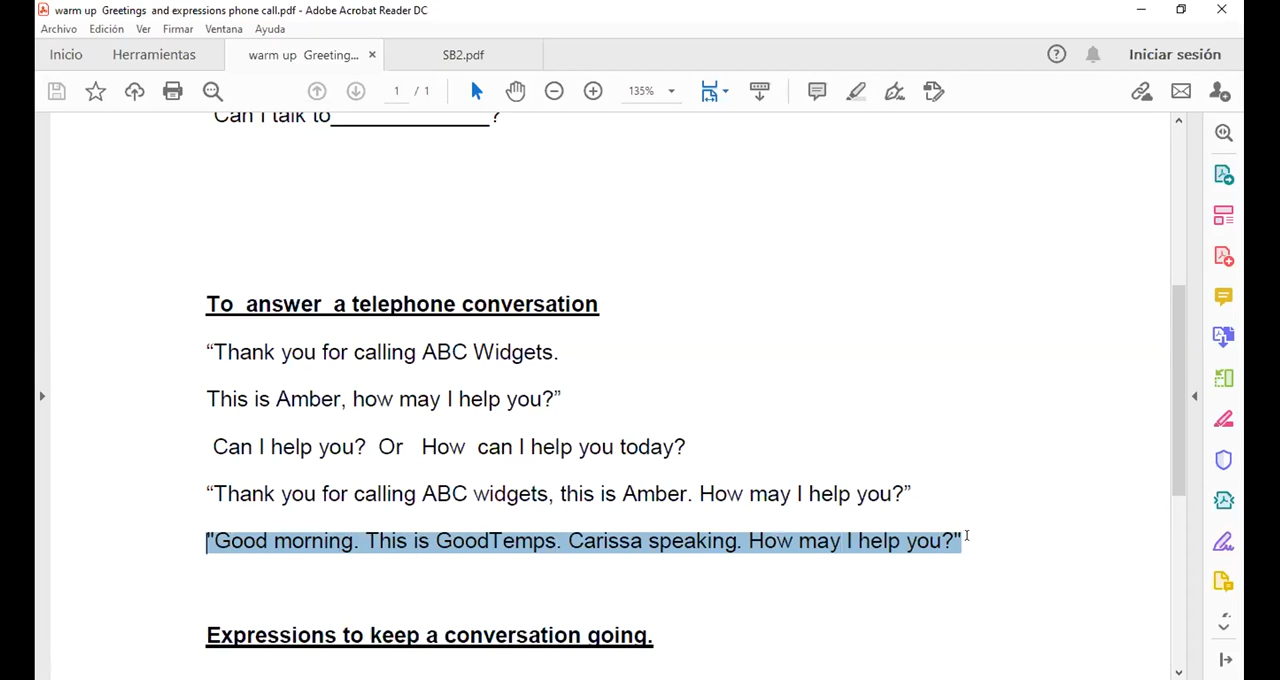 warm up  Greetings  and expressions phone call.pdf - Adobe Acrobat Reader DC
Archivo Edición Ver Firmar Ventana Ayuda
Inicio Herramientas warm up  Greeting... × SB2.pdf Iniciar sesión
1 / 1 135%
Can I talk to______________?
To  answer  a telephone conversation
“Thank you for calling ABC Widgets.
This is Amber, how may I help you?”
Can I help you?  Or   How  can I help you today?
“Thank you for calling ABC widgets, this is Amber. How may I help you?”
"Good morning. This is GoodTemps. Carissa speaking. How may I help you?"
Expressions to keep a conversation going.